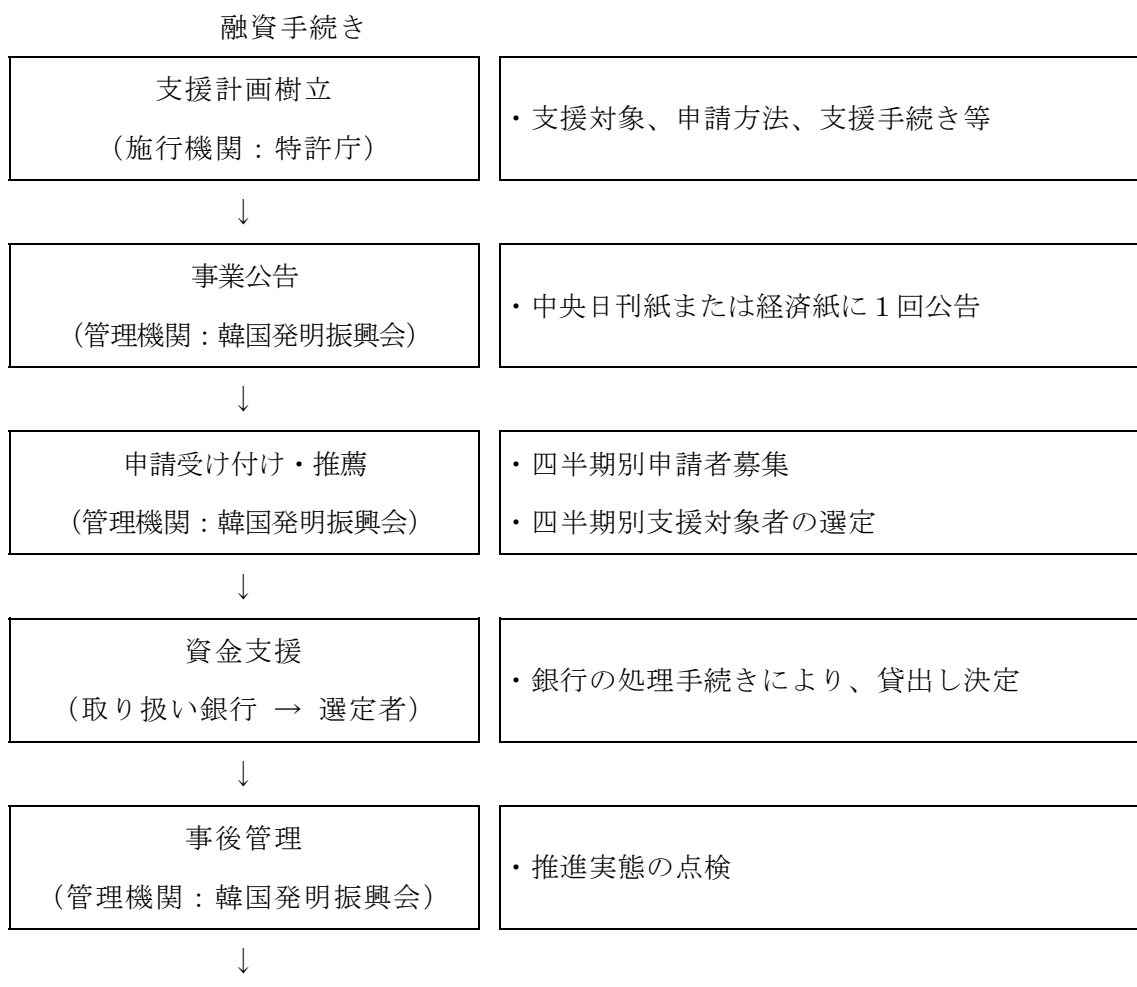 融資手続き
支援計画樹立
(施行機関：特許庁)
・支援対象、申請方法、支援手続き等
↓
事業公告
(管理機関：韓国発明振興会)
・中央日刊紙または経済紙に１回公告
↓
申請受け付け・推薦
(管理機関：韓国発明振興会)
・四半期別申請者募集
・四半期別支援対象者の選定
↓
資金支援
(取り扱い銀行 → 選定者)
・銀行の処理手続きにより、貸出し決定
↓
事後管理
(管理機関：韓国発明振興会)
・推進実態の点検
↓